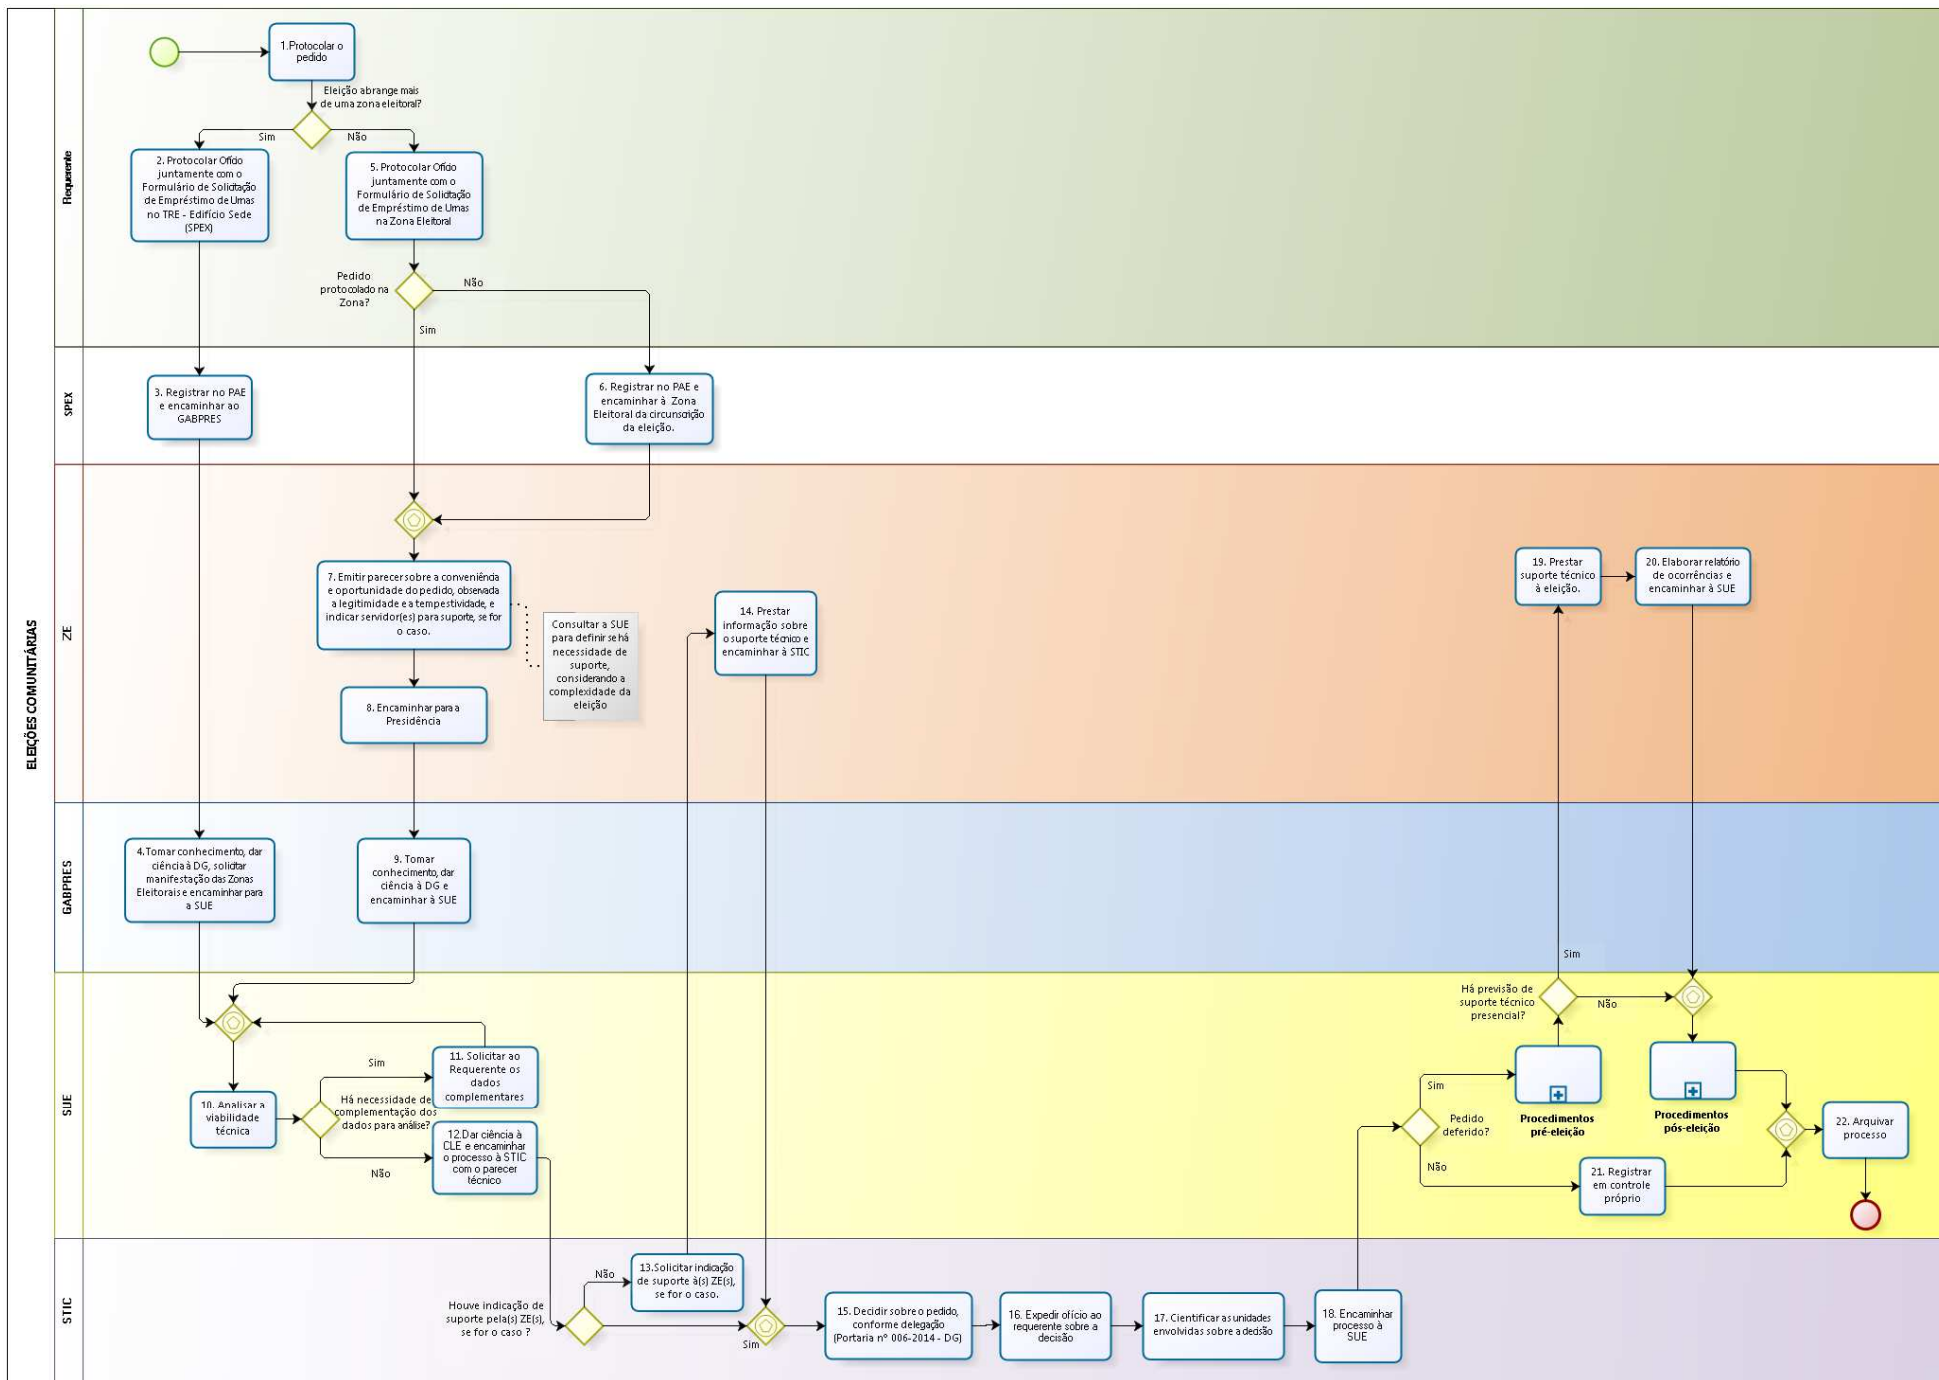 ELEIÇÕES COMUNITÁRIAS
Requerente
1.Protocolar o
pedido
Eleição abrange mais
de uma zona eleitoral?
Sim
Não
2. Protocolar Ofício
juntamente com o
Formulário de Solicitação
de Empréstimo de Urnas
no TRE - Edifício Sede
(SPEX)
5. Protocolar Ofício
juntamente com o
Formulário de Solicitação
de Empréstimo de Urnas
na Zona Eleitoral
Pedido
protocolado na
Zona?
Não
Sim
SPEX
3. Registrar no PAE
e encaminhar ao
GABPRES
6. Registrar no PAE e
encaminhar à Zona
Eleitoral da circunscrição
da eleição.
ZE
7. Emitir parecer sobre a conveniência
e oportunidade do pedido, observada
a legitimidade e a tempestividade, e
indicar servidor(es) para suporte, se for
o caso.
Consultar a SUE
para definir se há
necessidade de
suporte,
considerando a
complexidade da
eleição
8. Encaminhar para a
Presidência
14. Prestar
informação sobre
o suporte técnico e
encaminhar à STIC
19. Prestar
suporte técnico
à eleição.
20. Elaborar relatório
de ocorrências e
encaminhar à SUE
GABPRES
4.Tomar conhecimento, dar
ciência à DG, solicitar
manifestação das Zonas
Eleitorais e encaminhar para
a SUE
9. Tomar
conhecimento, dar
ciência à DG e
encaminhar à SUE
Sim
SUE
Há previsão de
suporte técnico
presencial?
Não
10. Analisar a
viabilidade
técnica
Sim
Há necessidade de
complementação dos
dados para análise?
Não
11. Solicitar ao
Requerente os
dados
complementares
12.Dar ciência à
CLE e encaminhar
o processo à STIC
com o parecer
técnico
Sim
Pedido
deferido?
Não
Procedimentos
pré-eleição
Procedimentos
pós-eleição
21. Registrar
em controle
próprio
22. Arquivar
processo
STIC
Houve indicação de
suporte pela(s) ZE(s),
se for o caso ?
Não
13.Solicitar indicação
de suporte à(s) ZE(s),
se for o caso.
Sim
15. Decidir sobre o pedido,
conforme delegação
(Portaria n° 006-2014 - DG)
16. Expedir ofício ao
requerente sobre a
decisão
17. Cientificar as unidades
envolvidas sobre a decisão
18. Encaminhar
processo à
SUE